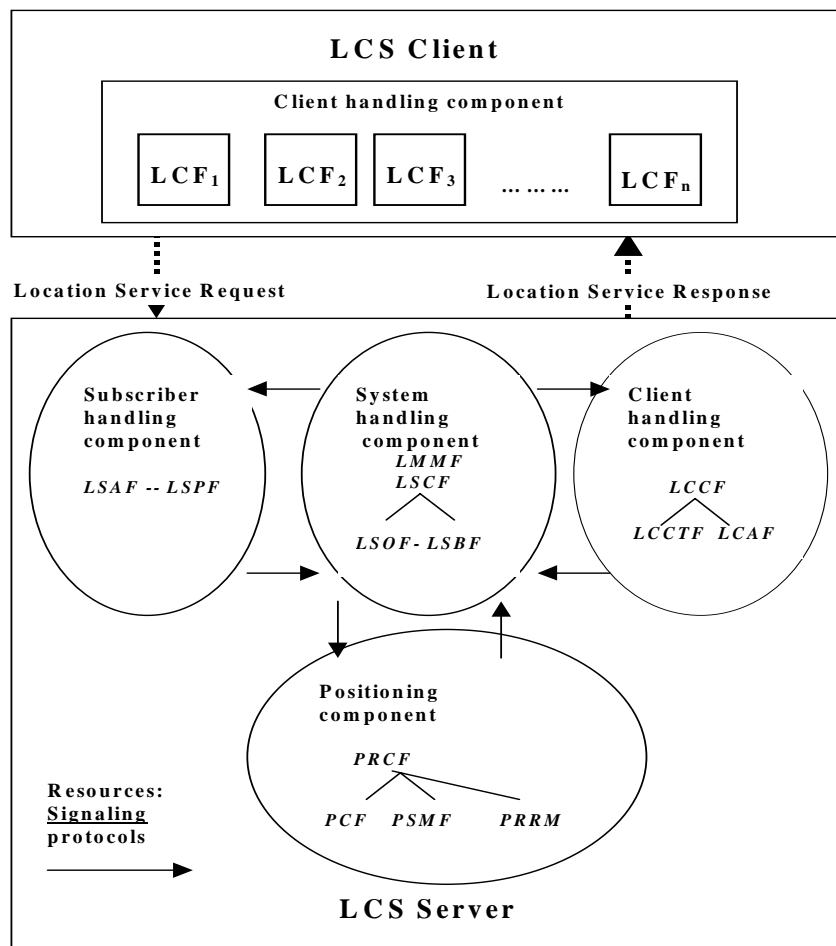 LCS Client
Client handling component
LCF1 LCF2 LCF3 ... ... ... LCFn
Location Service Request
Location Service Response
Subscriber
handling
component
LSAF -- LSPF
System
handling
component
LMMF
LSCF
LSOF - LSBF
Client
handling
component
LCCF
LCCTF LCAF
Positioning
component
PRCF
PCF PSMF PRRM
Resources:
Signaling
protocols
LCS Server